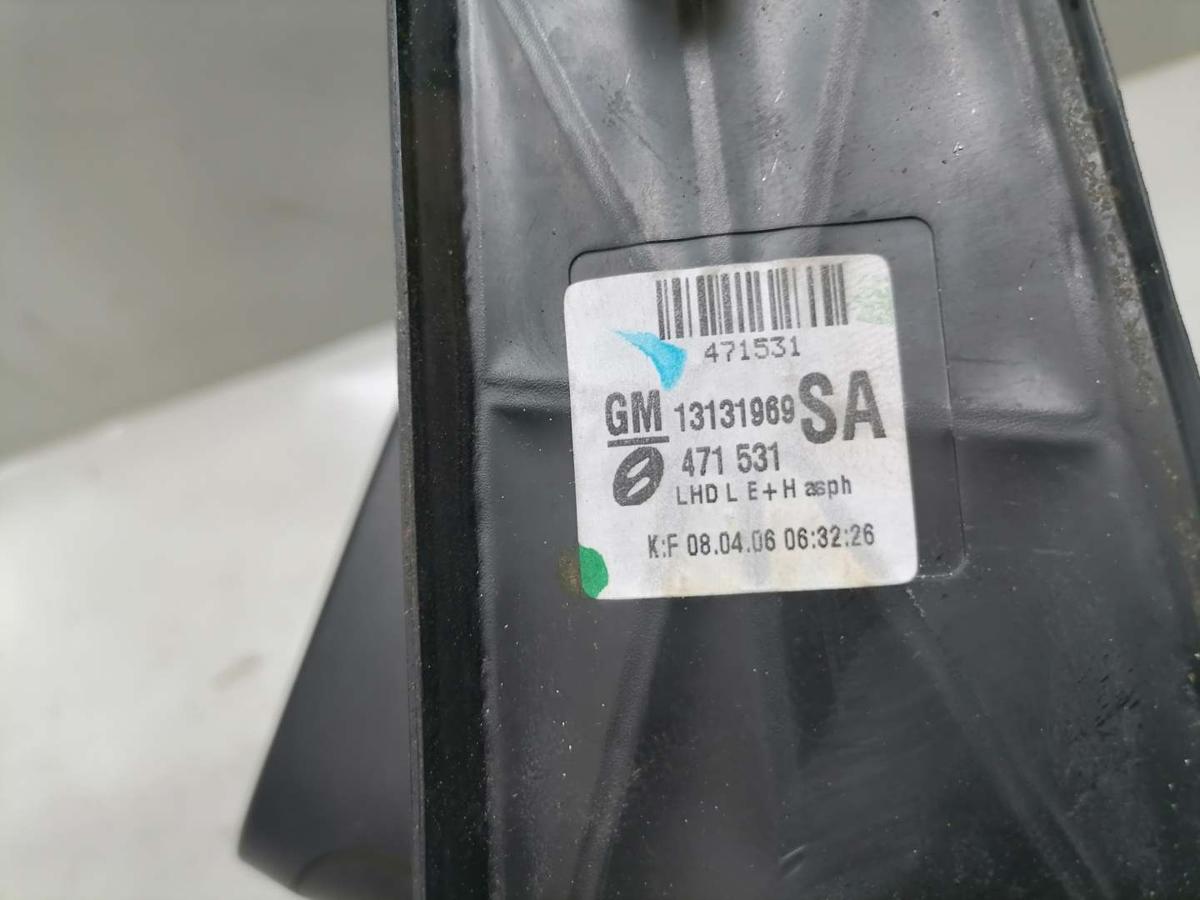 471531
GM 13131969 SA
471 531
LHD L E+H asph
K:F 08.04.06 06:32:26